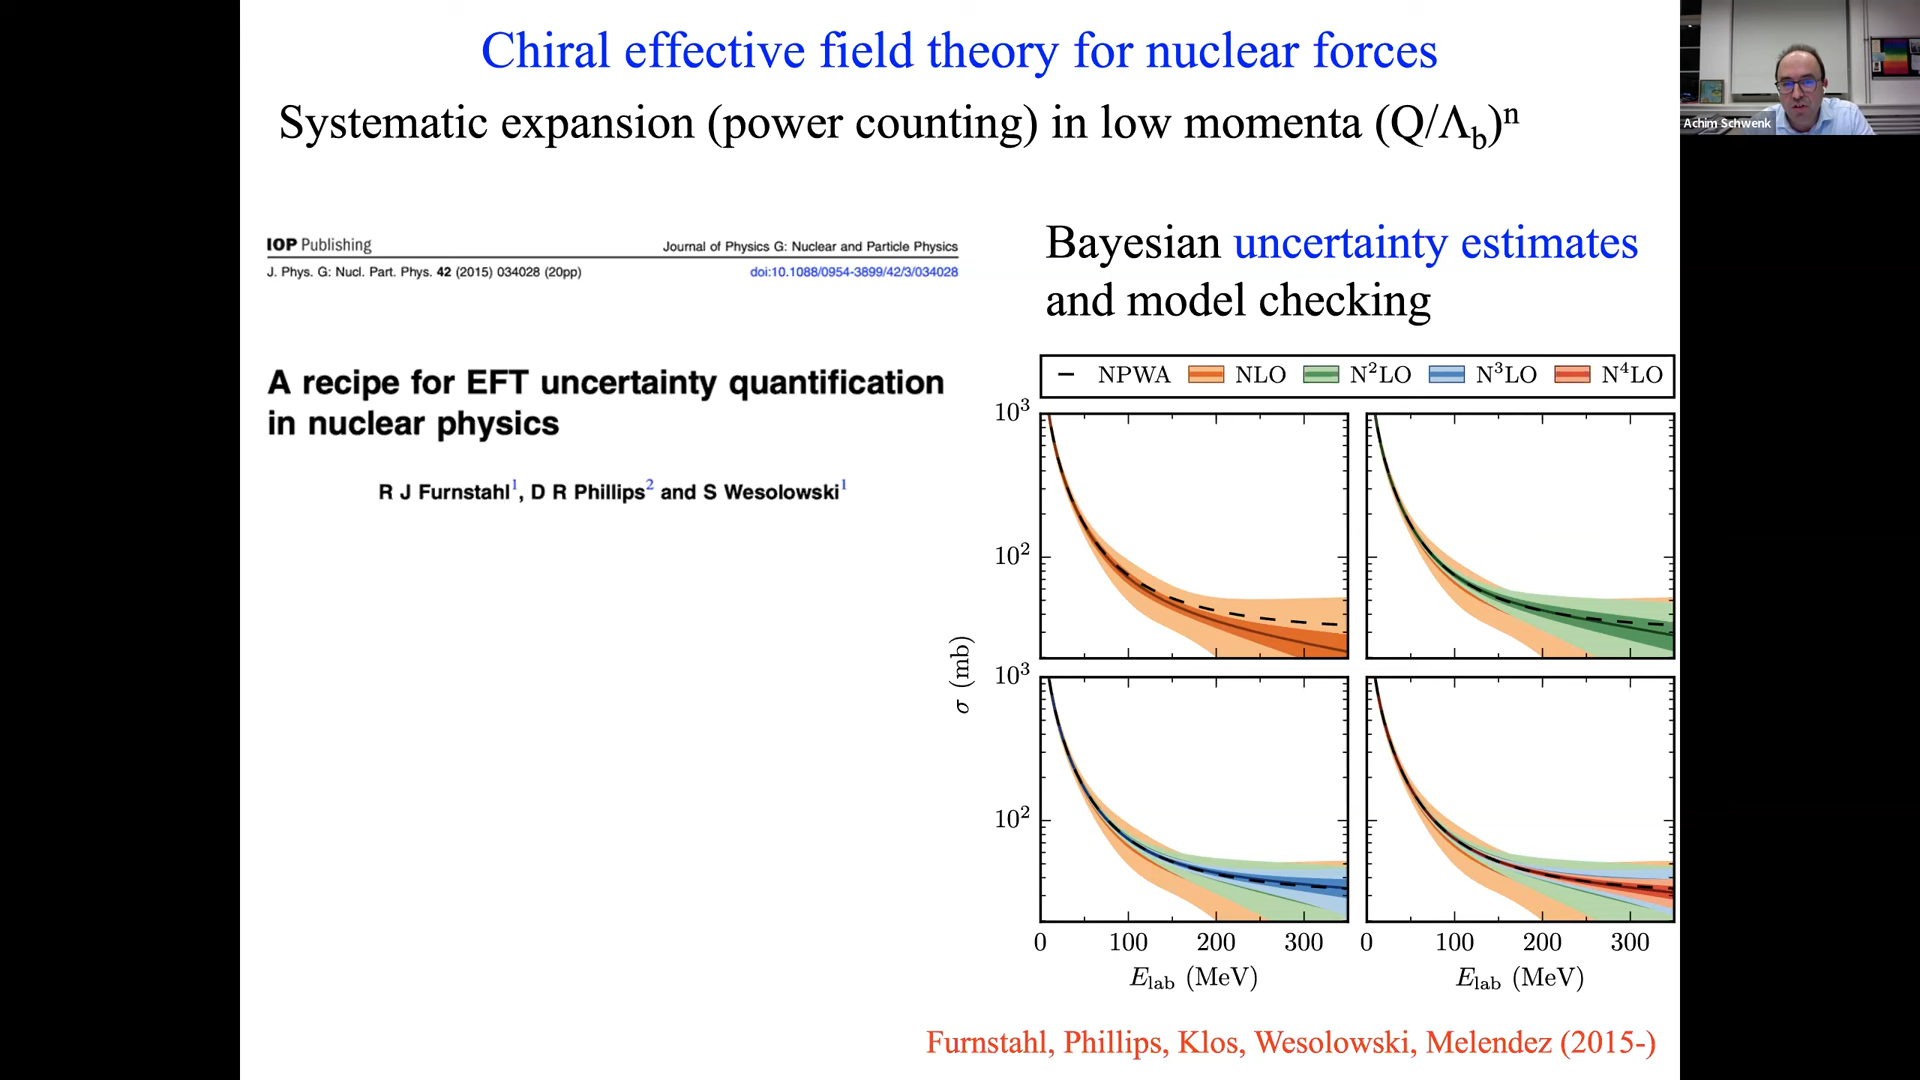 Chiral effective field theory for nuclear forces
Systematic expansion (power counting) in low momenta (Q/Λb)ⁿ
Achim Schwenk
IOP Publishing
Journal of Physics G: Nuclear and Particle Physics
J. Phys. G: Nucl. Part. Phys. 42 (2015) 034028 (20pp)
doi:10.1088/0954-3899/42/3/034028
A recipe for EFT uncertainty quantification
in nuclear physics
R J Furnstahl¹, D R Phillips² and S Wesolowski¹
Bayesian uncertainty estimates
and model checking
NPWA NLO N²LO N³LO N⁴LO
10³
10²
10³
10²
σ (mb)
0 100 200 300 0 100 200 300
E_lab (MeV) E_lab (MeV)
Furnstahl, Phillips, Klos, Wesolowski, Melendez (2015-)